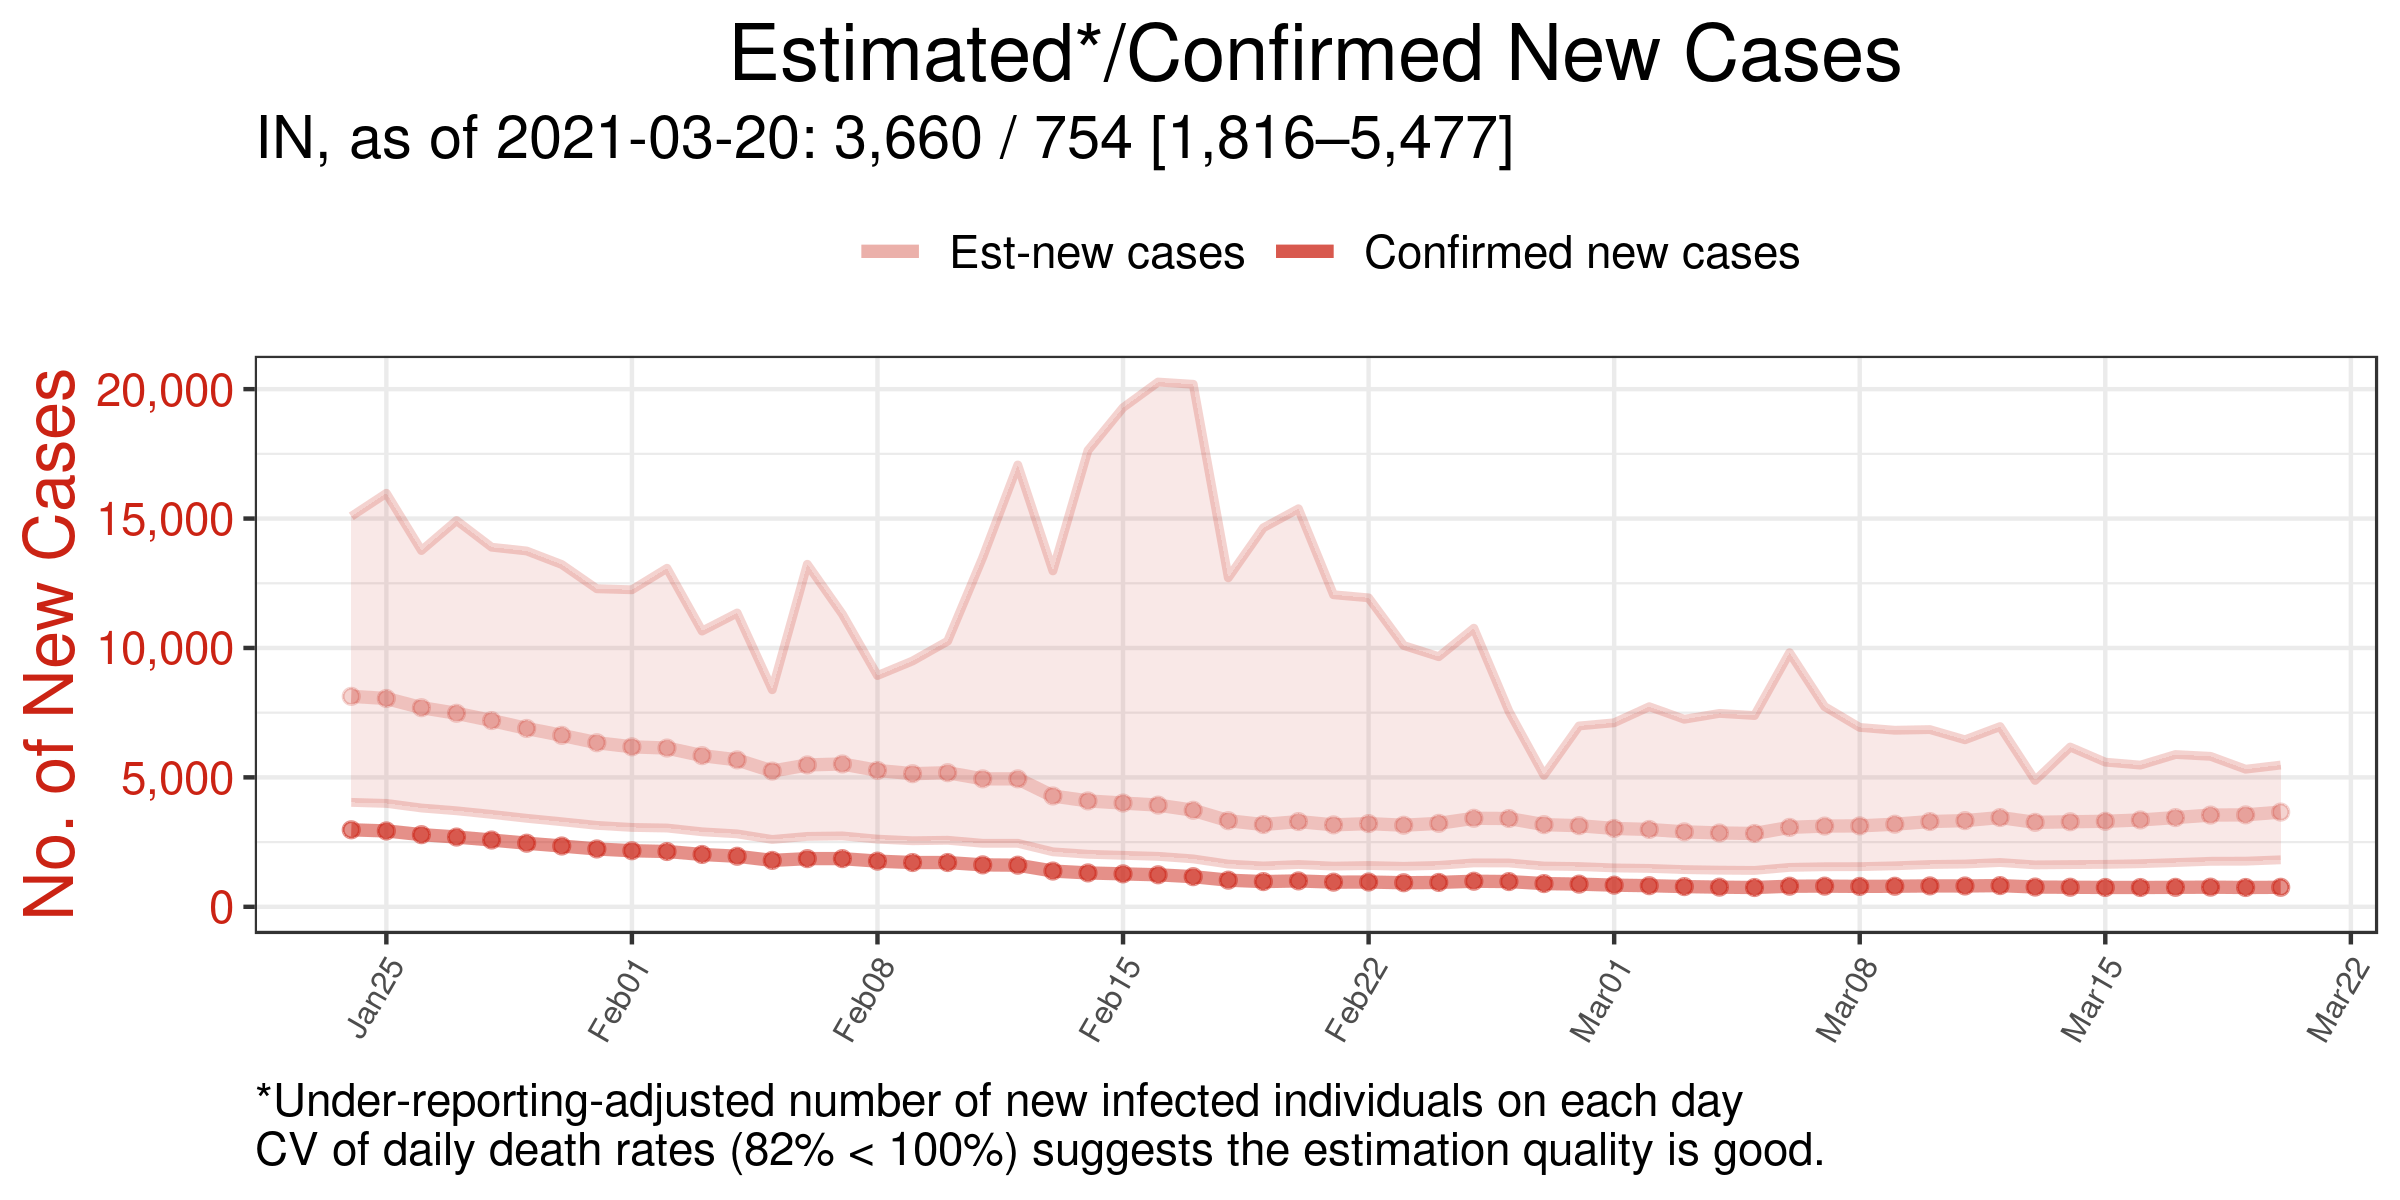 Estimated*/Confirmed New Cases
IN, as of 2021-03-20: 3,660 / 754 [1,816–5,477]
Est-new cases
Confirmed new cases
No. of New Cases
20,000
15,000
10,000
5,000
0
Jan25
Feb01
Feb08
Feb15
Feb22
Mar01
Mar08
Mar15
Mar22
*Under-reporting-adjusted number of new infected individuals on each day
CV of daily death rates (82% < 100%) suggests the estimation quality is good.